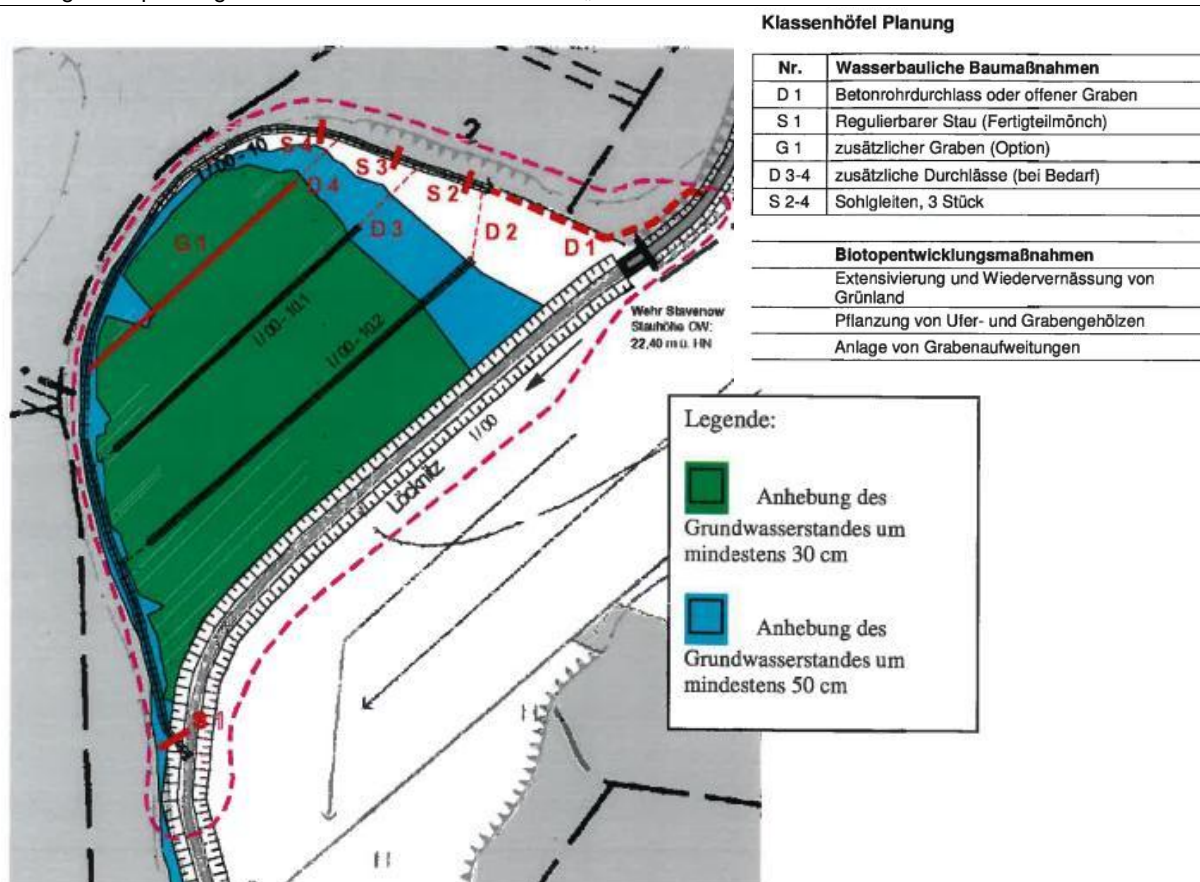 Klassenhöfel Planung
Nr. Wasserbauliche Baumaßnahmen
D 1 Betonrohrdurchlass oder offener Graben
S 1 Regulierbarer Stau (Fertigteilmönch)
G 1 zusätzlicher Graben (Option)
D 3-4 zusätzliche Durchlässe (bei Bedarf)
S 2-4 Sohlgleiten, 3 Stück
Biotopentwicklungsmaßnahmen
Extensivierung und Wiedervernässung von
Grünland
Pflanzung von Ufer- und Grabengehölzen
Anlage von Grabenaufweitungen
2
I/00-10
S 4
S 3
S 2
D 4
D 3
D 2
D 1
G 1
I/00-10.1
I/00-10.2
Wehr Stavenow
Stauhöhe OW:
22,40 m ü. HN
I/00
Löcknitz
1
H
Legende:
Anhebung des
Grundwasserstandes um
mindestens 30 cm
Anhebung des
Grundwasserstandes um
mindestens 50 cm